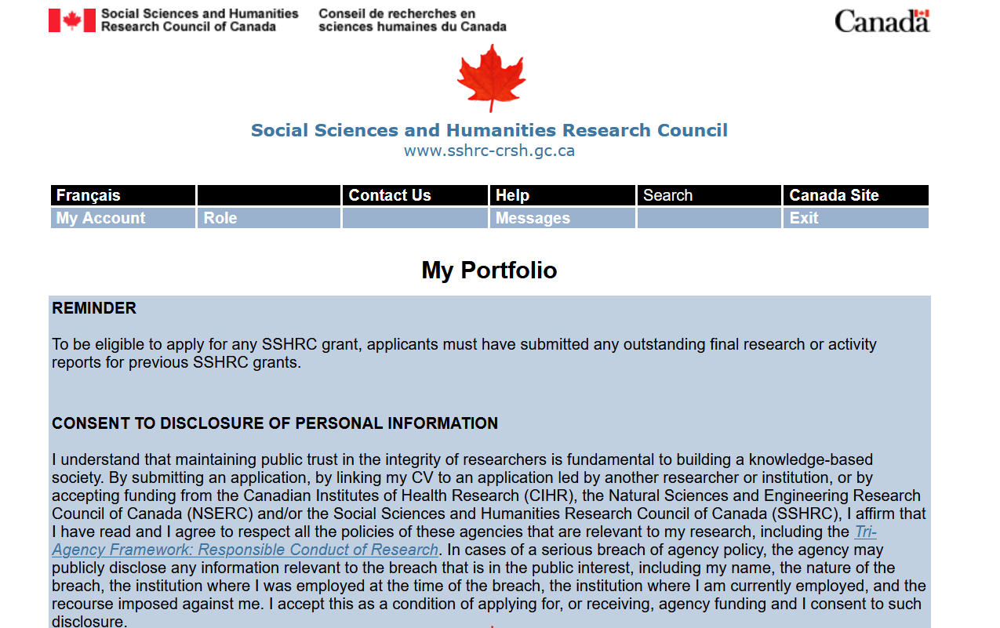 Social Sciences and Humanities Research Council of Canada
Conseil de recherches en sciences humaines du Canada
Canada
Social Sciences and Humanities Research Council
www.sshrc-crsh.gc.ca
Français Contact Us Help Search Canada Site
My Account Role Messages Exit
My Portfolio
REMINDER
To be eligible to apply for any SSHRC grant, applicants must have submitted any outstanding final research or activity
reports for previous SSHRC grants.
CONSENT TO DISCLOSURE OF PERSONAL INFORMATION
I understand that maintaining public trust in the integrity of researchers is fundamental to building a knowledge-based
society. By submitting an application, by linking my CV to an application led by another researcher or institution, or by
accepting funding from the Canadian Institutes of Health Research (CIHR), the Natural Sciences and Engineering Research
Council of Canada (NSERC) and/or the Social Sciences and Humanities Research Council of Canada (SSHRC), I affirm that
I have read and I agree to respect all the policies of these agencies that are relevant to my research, including the Tri-
Agency Framework: Responsible Conduct of Research. In cases of a serious breach of agency policy, the agency may
publicly disclose any information relevant to the breach that is in the public interest, including my name, the nature of the
breach, the institution where I was employed at the time of the breach, the institution where I am currently employed, and the
recourse imposed against me. I accept this as a condition of applying for, or receiving, agency funding and I consent to such
disclosure.